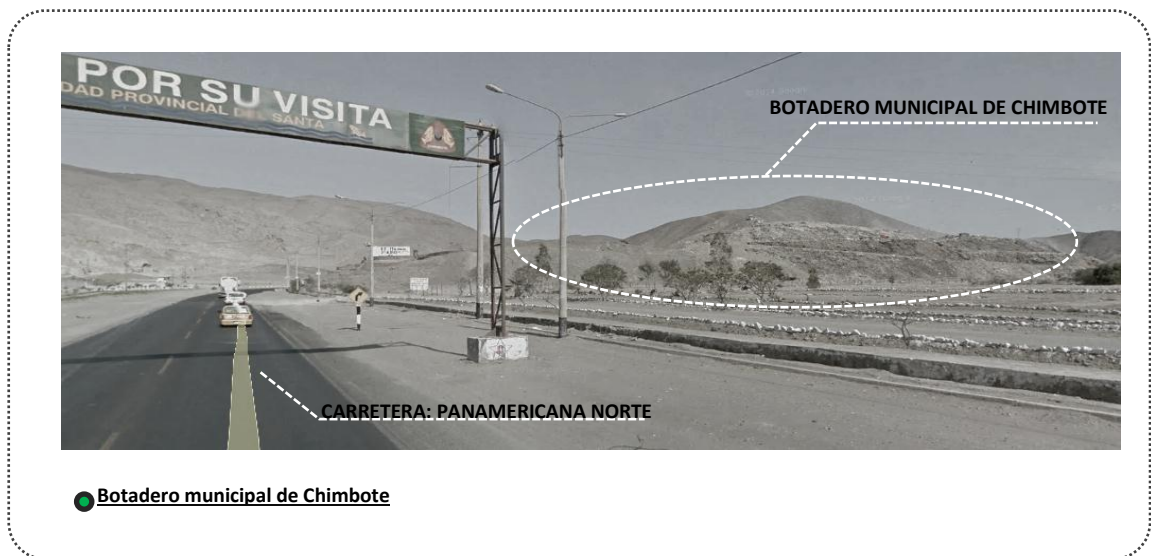 POR SU VISITA
DAD PROVINCIAL DEL SANTA
BOTADERO MUNICIPAL DE CHIMBOTE
CARRETERA: PANAMERICANA NORTE
Botadero municipal de Chimbote